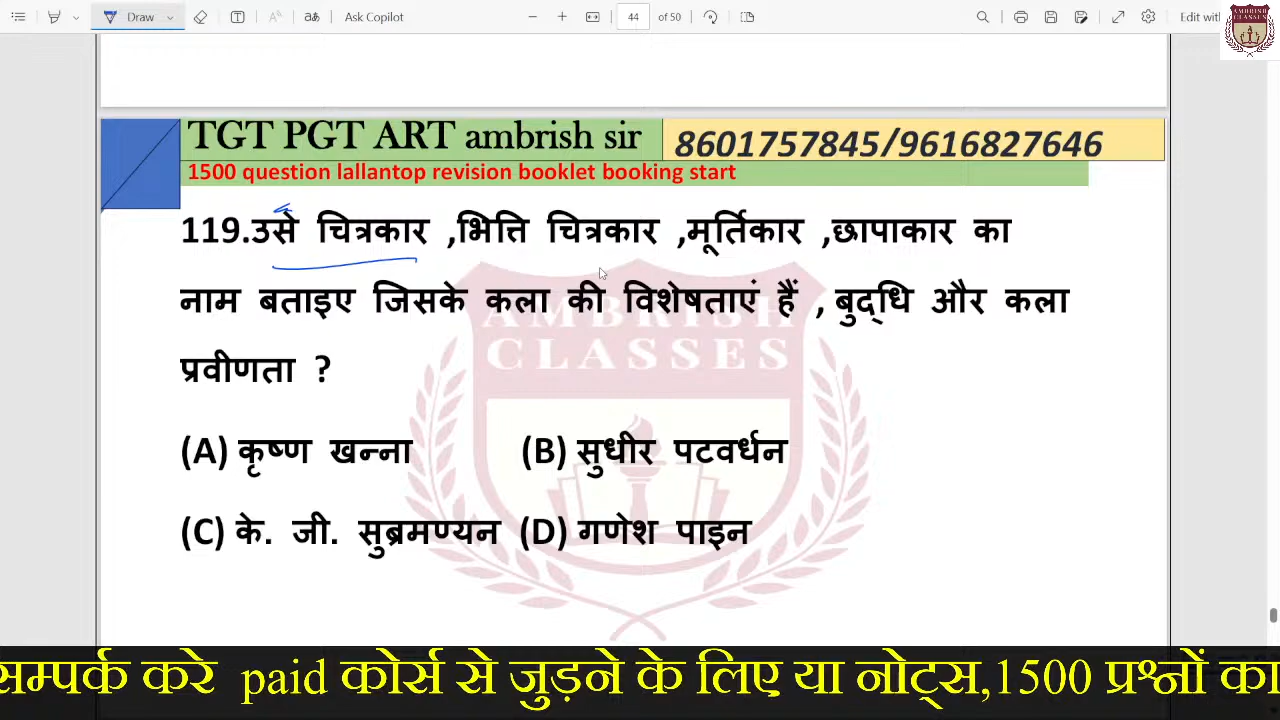 Draw
Ask Copilot
44 of 50
Edit with
AMBRISH CLASSES
TGT PGT ART ambrish sir
8601757845/9616827646
1500 question lallantop revision booklet booking start
119.उसे चित्रकार ,भित्ति चित्रकार ,मूर्तिकार ,छापाकार का
नाम बताइए जिसके कला की विशेषताएं हैं , बुद्धि और कला
प्रवीणता ?
AMBRISH
CLASSES
(A) कृष्ण खन्ना (B) सुधीर पटवर्धन
(C) के. जी. सुब्रमण्यन (D) गणेश पाइन
सम्पर्क करे paid कोर्स से जुड़ने के लिए या नोट्स,1500 प्रश्नों का